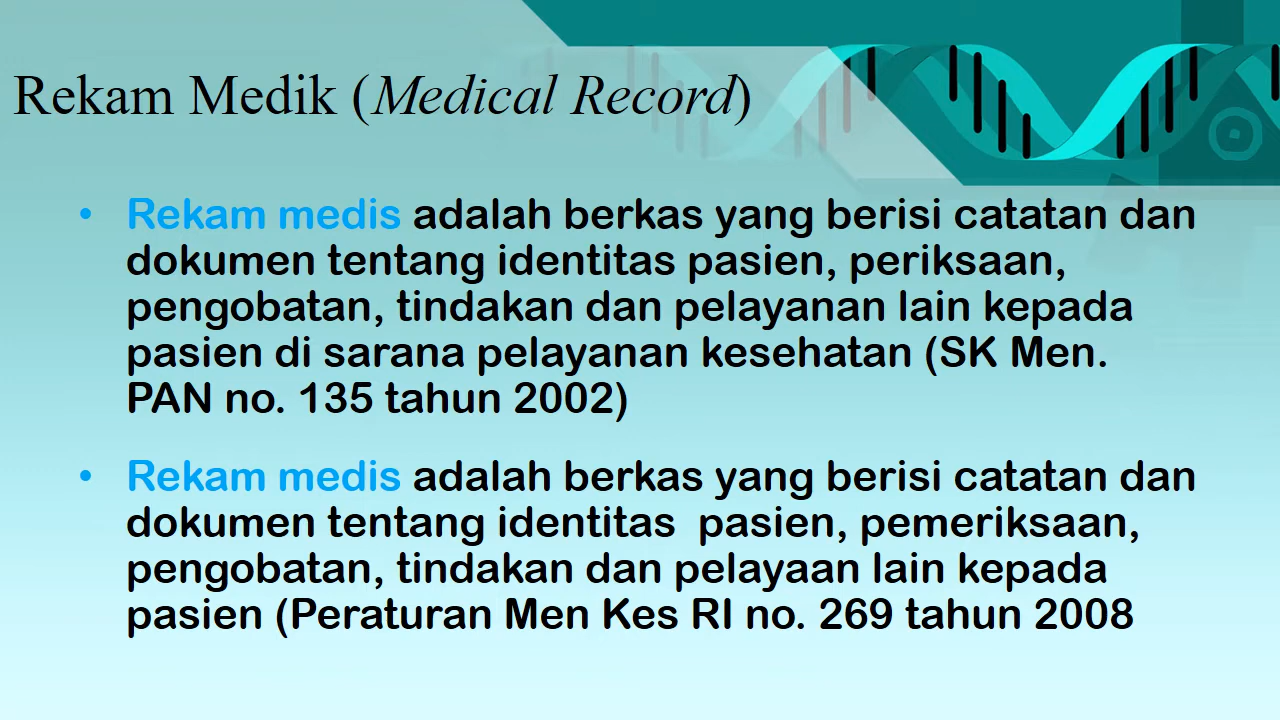 Rekam Medik (Medical Record)
• Rekam medis adalah berkas yang berisi catatan dan
dokumen tentang identitas pasien, periksaan,
pengobatan, tindakan dan pelayanan lain kepada
pasien di sarana pelayanan kesehatan (SK Men.
PAN no. 135 tahun 2002)
• Rekam medis adalah berkas yang berisi catatan dan
dokumen tentang identitas  pasien, pemeriksaan,
pengobatan, tindakan dan pelayaan lain kepada
pasien (Peraturan Men Kes RI no. 269 tahun 2008